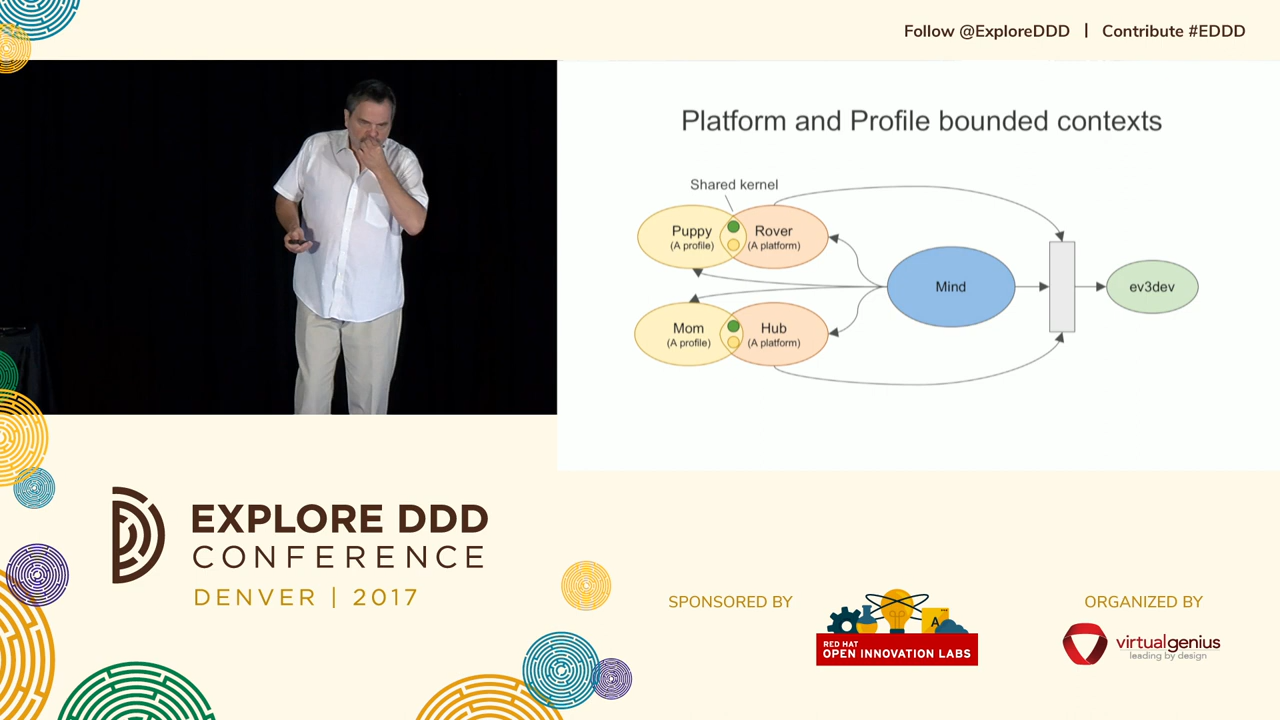 Follow @ExploreDDD | Contribute #EDDD
Platform and Profile bounded contexts
Shared kernel
Puppy
(A profile)
Rover
(A platform)
Mind
ev3dev
Mom
(A profile)
Hub
(A platform)
EXPLORE DDD
CONFERENCE
DENVER | 2017
SPONSORED BY
A
RED HAT
OPEN INNOVATION LABS
ORGANIZED BY
virtualgenius
leading by design